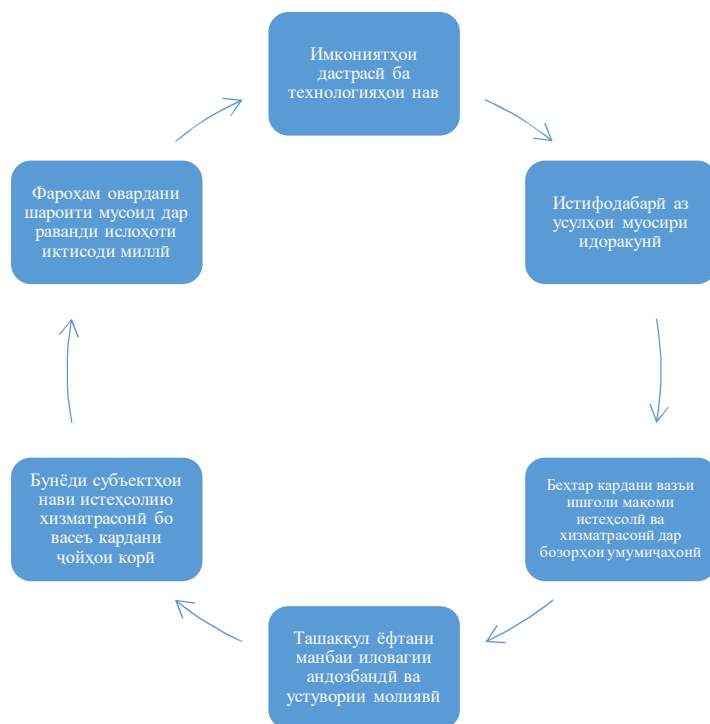 Имкониятҳои
дастрасӣ ба
технологияҳои нав
Истифодабарӣ аз
усулҳои муосири
идоракунӣ
Беҳтар кардани вазъи
ишғоли мақоми
истеҳсолӣ ва
хизматрасонӣ дар
бозорҳои умумиҷаҳонӣ
Ташаккул ёфтани
манбаи иловагии
андозбандӣ ва
устувории молиявӣ
Бунёди субъектҳои
нави истеҳсолию
хизматрасонӣ бо
васеъ кардани
ҷойҳои корӣ
Фароҳам овардани
шароити мусоид дар
раванди ислоҳоти
иктисоди миллӣ